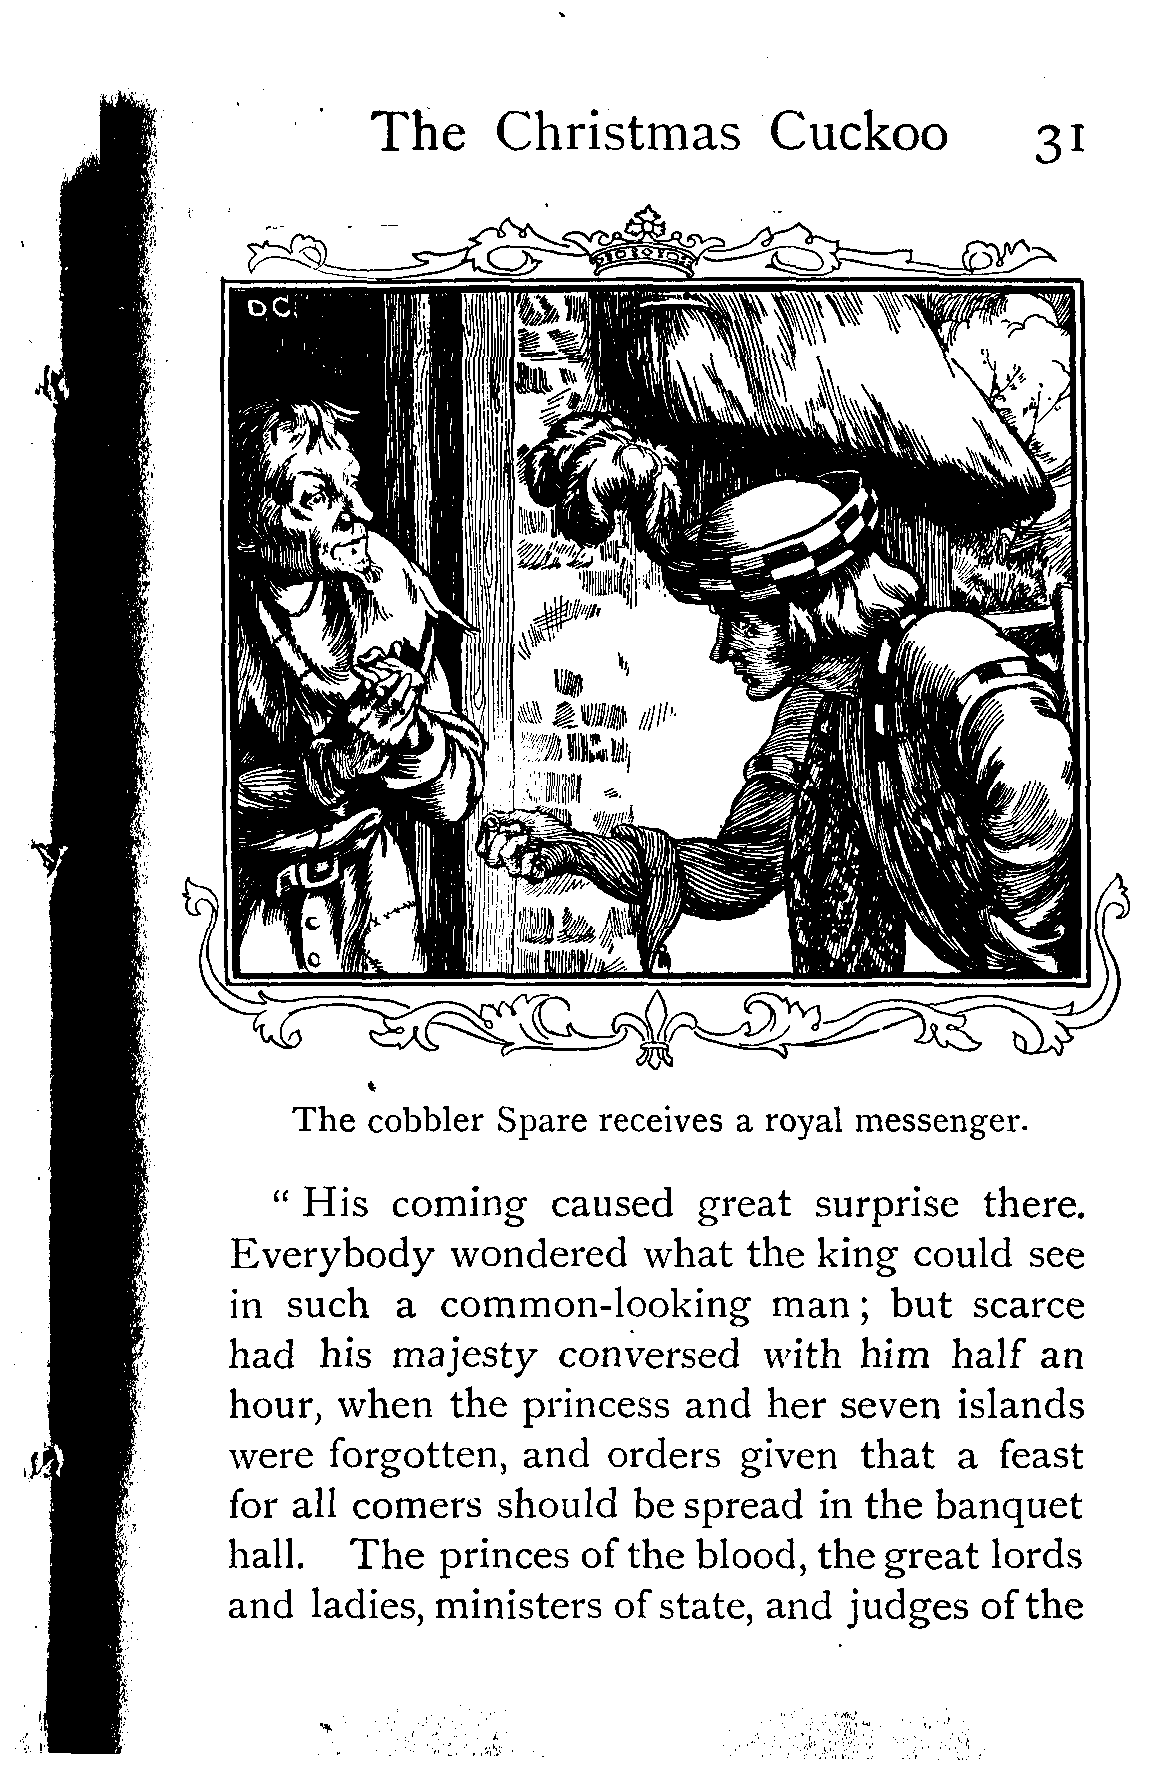 The Christmas Cuckoo 31
D C.
The cobbler Spare receives a royal messenger.
“ His coming caused great surprise there.
Everybody wondered what the king could see
in such a common-looking man ; but scarce
had his majesty conversed with him half an
hour, when the princess and her seven islands
were forgotten, and orders given that a feast
for all comers should be spread in the banquet
hall. The princes of the blood, the great lords
and ladies, ministers of state, and judges of the